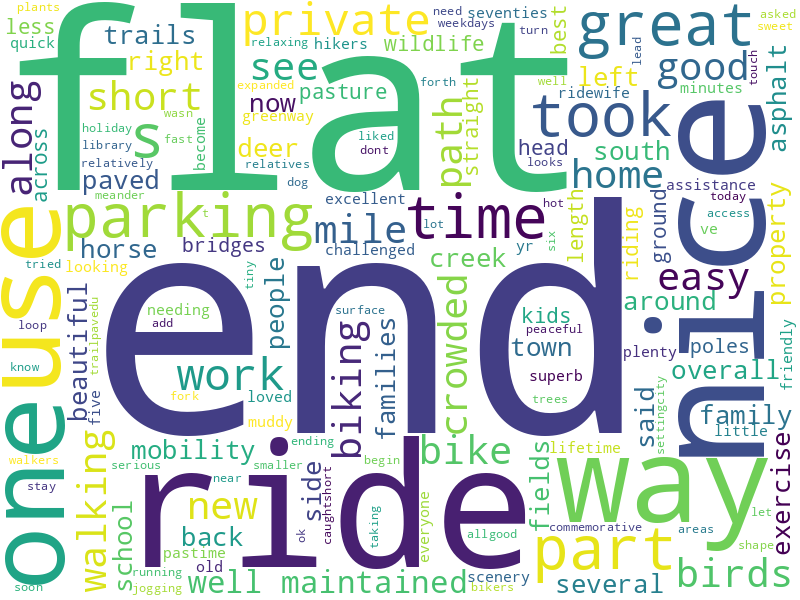 flat
end
ride
nice
way
one
use
great
took
parking
time
private
part
work
s
short
see
right
trails
less
quick
plants
now
pasture
wildlife
hikers
relaxing
seventies
need
weekdays
turn
best
good
lead
touch
asked
sweet
minutes
asphalt
left
ridewife
forth
well
expanded
greenway
deer
path
straight
head
south
home
looks
wasn
fast
liked
dont
holiday
library
relatively
become
relatives
dog
meander
paved
along
across
mile
excellent
challenged
lot
yr
hot
six
length
riding
ground
assistance
today
access
ve
property
easy
horse
bridges
t
tried
looking
creek
crowded
around
beautiful
people
tiny
surface
needing
add
kids
peaceful
town
superb
trees
plenty
poles
friendly
loop
trailpavedu
know
five
biking
families
loved
fork
muddy
overall
family
little
said
settingcity
mobility
ending
bike
lifetime
walkers
stay
walking
serious
smaller
side
begin
new
near
ok
caughtshort
taking
everyone
allgood
fields
commemorative
areas
let
shape
exercise
school
back
pastime
old
running
jogging
soon
well maintained
scenery
bikers
several
birds